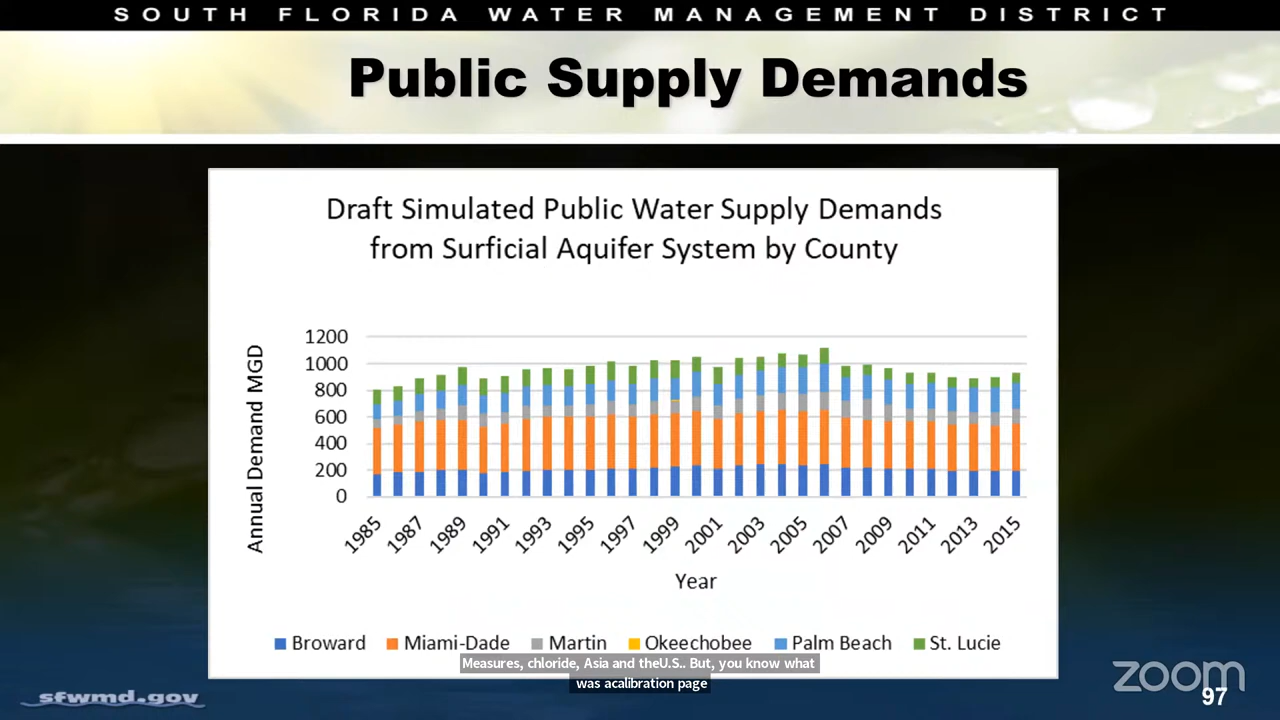 SOUTH FLORIDA WATER MANAGEMENT DISTRICT
Public Supply Demands
Draft Simulated Public Water Supply Demands
from Surficial Aquifer System by County
Annual Demand MGD
1200
1000
800
600
400
200
0
1985 1987 1989 1991 1993 1995 1997 1999 2001 2003 2005 2007 2009 2011 2013 2015
Year
Broward Miami-Dade Martin Okeechobee Palm Beach St. Lucie
Measures, chloride, Asia and theU.S.. But, you know what
was acalibration page
sfwmd.gov
zoom
97